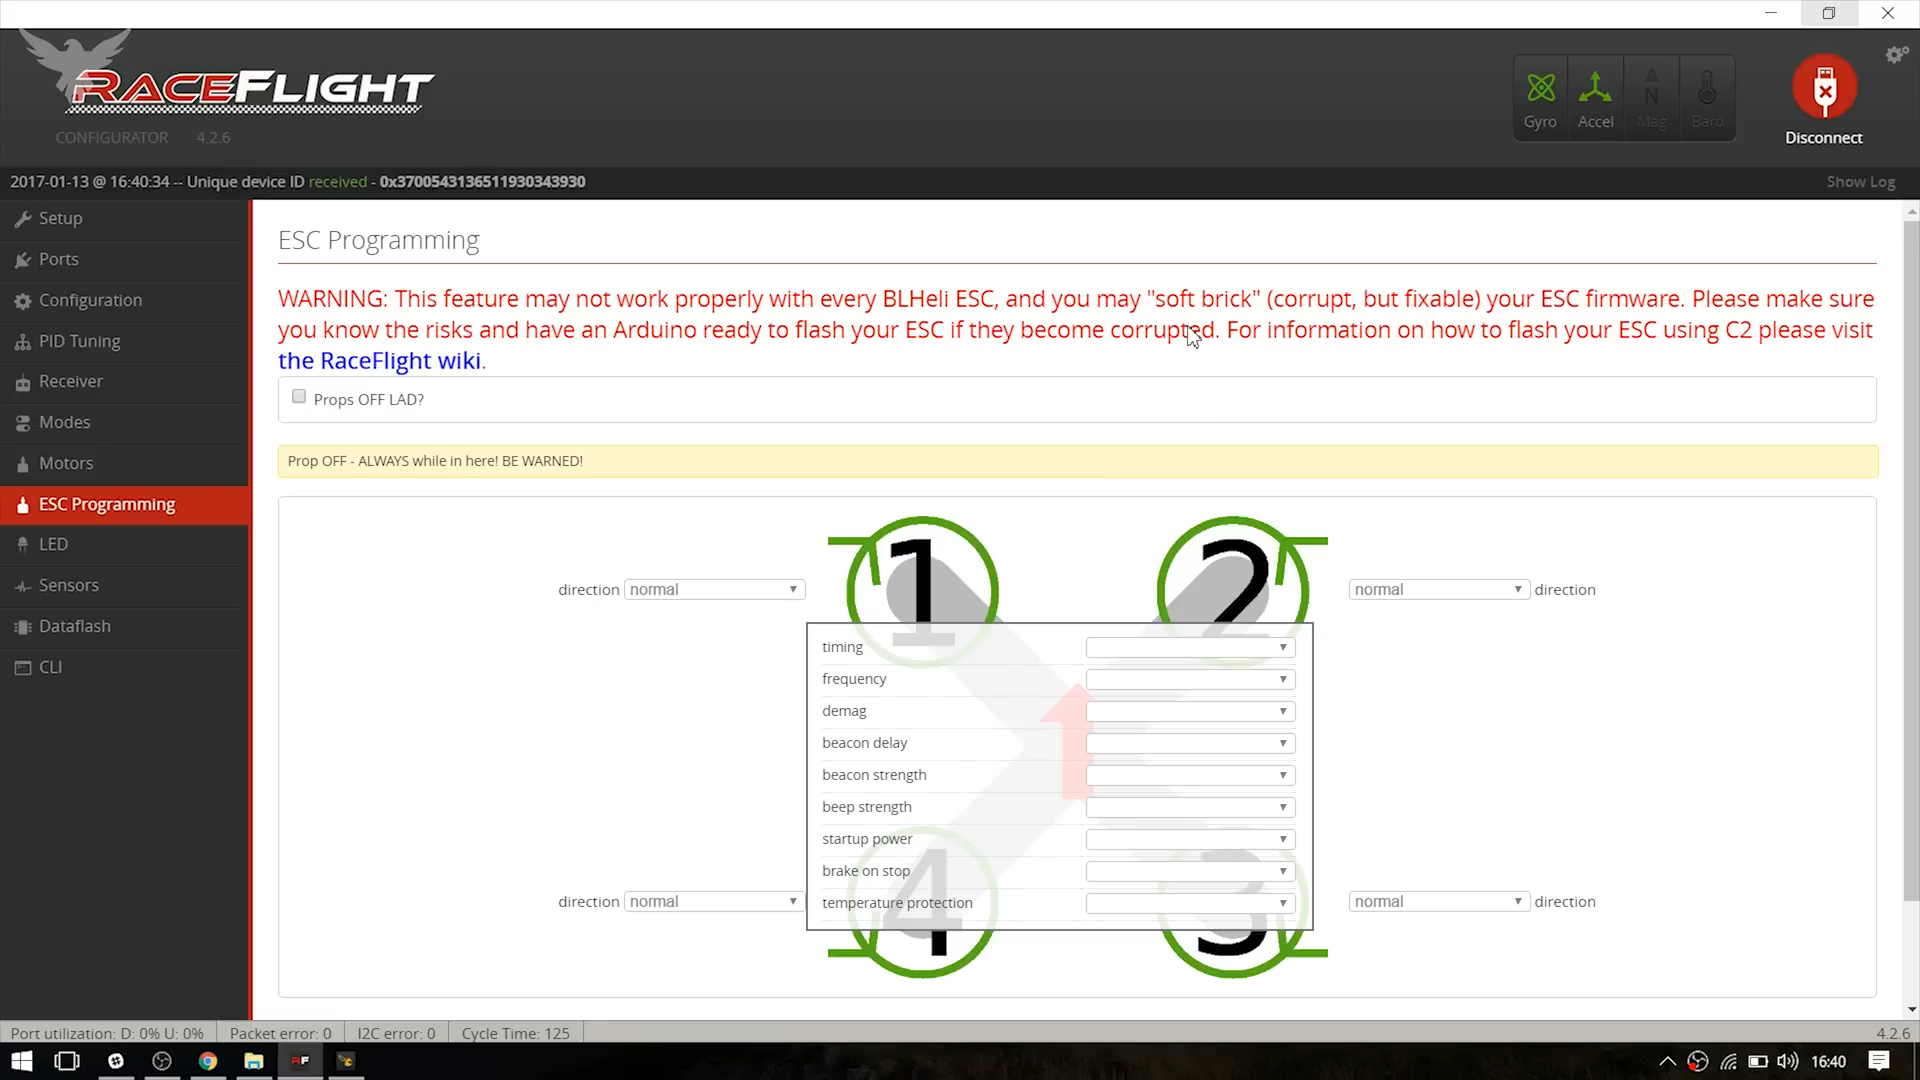 RACEFLIGHT
CONFIGURATOR 4.2.6
Gyro Accel Mag Baro
Disconnect
2017-01-13 @ 16:40:34 -- Unique device ID received - 0x3700543136511930343930
Show Log
Setup
Ports
Configuration
PID Tuning
Receiver
Modes
Motors
ESC Programming
LED
Sensors
Dataflash
CLI
ESC Programming
WARNING: This feature may not work properly with every BLHeli ESC, and you may "soft brick" (corrupt, but fixable) your ESC firmware. Please make sure
you know the risks and have an Arduino ready to flash your ESC if they become corrupted. For information on how to flash your ESC using C2 please visit
the RaceFlight wiki.
Props OFF LAD?
Prop OFF - ALWAYS while in here! BE WARNED!
1 2
direction normal
normal direction
timing
frequency
demag
beacon delay
beacon strength
beep strength
startup power
brake on stop
temperature protection
direction normal
normal direction
4 3
Port utilization: D: 0% U: 0% Packet error: 0 I2C error: 0 Cycle Time: 125 4.2.6
RF
16:40